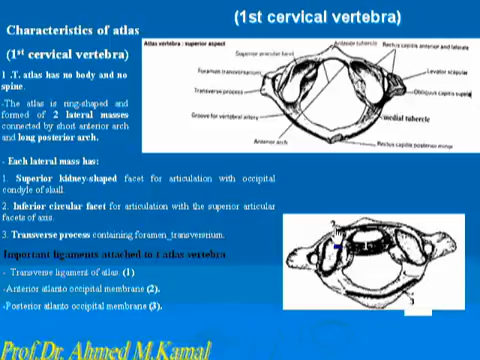 (1st cervical vertebra)
Characteristics of atlas
(1st cervical vertebra)
1 .T. atlas has no body and no
spine.
-The atlas is ring-shaped and
formed of 2 lateral masses
connected by short anterior arch
and long posterior arch.
- Each lateral mass has:
1. Superior kidney-shaped facet for articulation with occipital
condyle of skull.
2. Inferior circular facet for articulation with the superior articular
facets of axis.
3. Transverse process containing foramen_transversrium.
Important ligaments attached to t atlas vertebra
- Transverse ligament of atlas. (1)
-Anterior atlanto occipital membrane (2).
-Posterior atlanto occipital membrane (3).
Prof.Dr. Ahmed M.Kamal
Atlas vertebra : superior aspect
Anterior tubercle
Rectus capitis anterior and lateralis
Superior articular facet
Foramen transversarium
Levator scapulae
Transverse process
Obliquus capitis superio
Groove for vertebral artery
medial tubercle
Anterior arch
Rectus capitis posterior minor
2
3